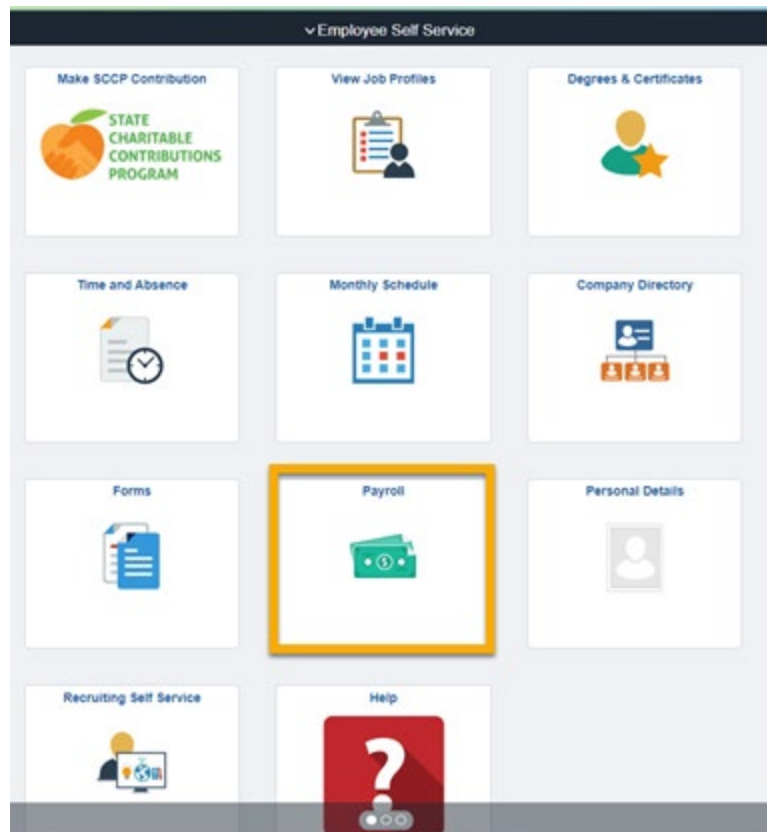 Employee Self Service
Make SCCP Contribution
View Job Profiles
Degrees & Certificates
STATE
CHARITABLE
CONTRIBUTIONS
PROGRAM
Time and Absence
Monthly Schedule
Company Directory
Forms
Payroll
Personal Details
$
Recruiting Self Service
Help
?